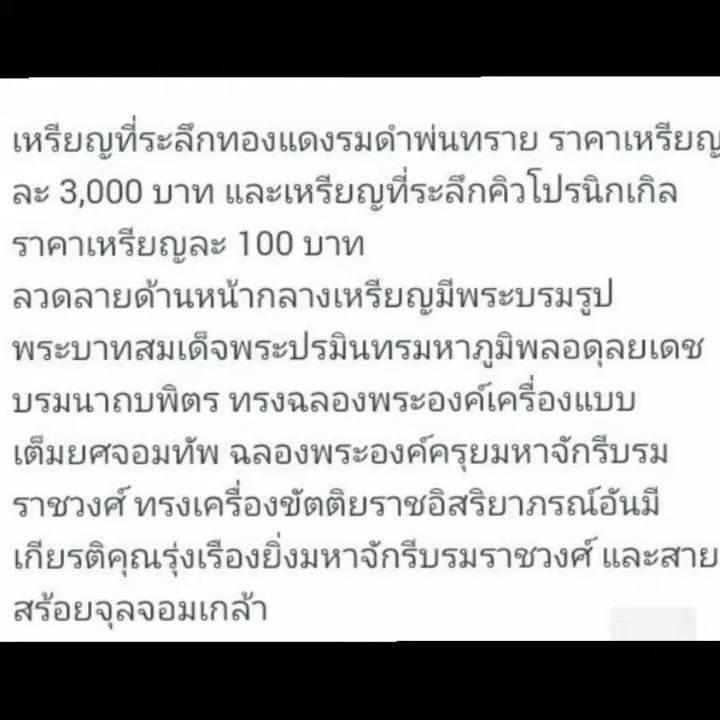 เหรียญที่ระลึกทองแดงรมดำพ่นทราย ราคาเหรียญ
ละ 3,000 บาท และเหรียญที่ระลึกคิวโปรนิกเกิล
ราคาเหรียญละ 100 บาท
ลวดลายด้านหน้ากลางเหรียญมีพระบรมรูป
พระบาทสมเด็จพระปรมินทรมหาภูมิพลอดุลยเดช
บรมนาถบพิตร ทรงฉลองพระองค์เครื่องแบบ
เต็มยศจอมทัพ ฉลองพระองค์ครุยมหาจักรีบรม
ราชวงศ์ ทรงเครื่องขัตติยราชอิสริยาภรณ์อันมี
เกียรติคุณรุ่งเรืองยิ่งมหาจักรีบรมราชวงศ์ และสาย
สร้อยจุลจอมเกล้า